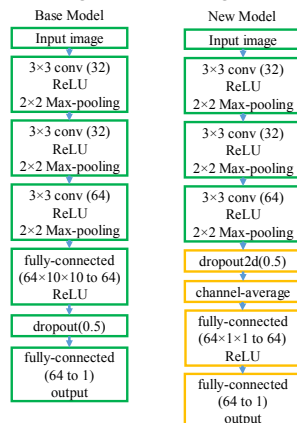 Base Model
Input image
3×3 conv (32)
ReLU
2×2 Max-pooling
3×3 conv (32)
ReLU
2×2 Max-pooling
3×3 conv (64)
ReLU
2×2 Max-pooling
fully-connected
(64×10×10 to 64)
ReLU
dropout(0.5)
fully-connected
(64 to 1)
output
New Model
Input image
3×3 conv (32)
ReLU
2×2 Max-pooling
3×3 conv (32)
ReLU
2×2 Max-pooling
3×3 conv (64)
ReLU
2×2 Max-pooling
dropout2d(0.5)
channel-average
fully-connected
(64×1×1 to 64)
ReLU
fully-connected
(64 to 1)
output